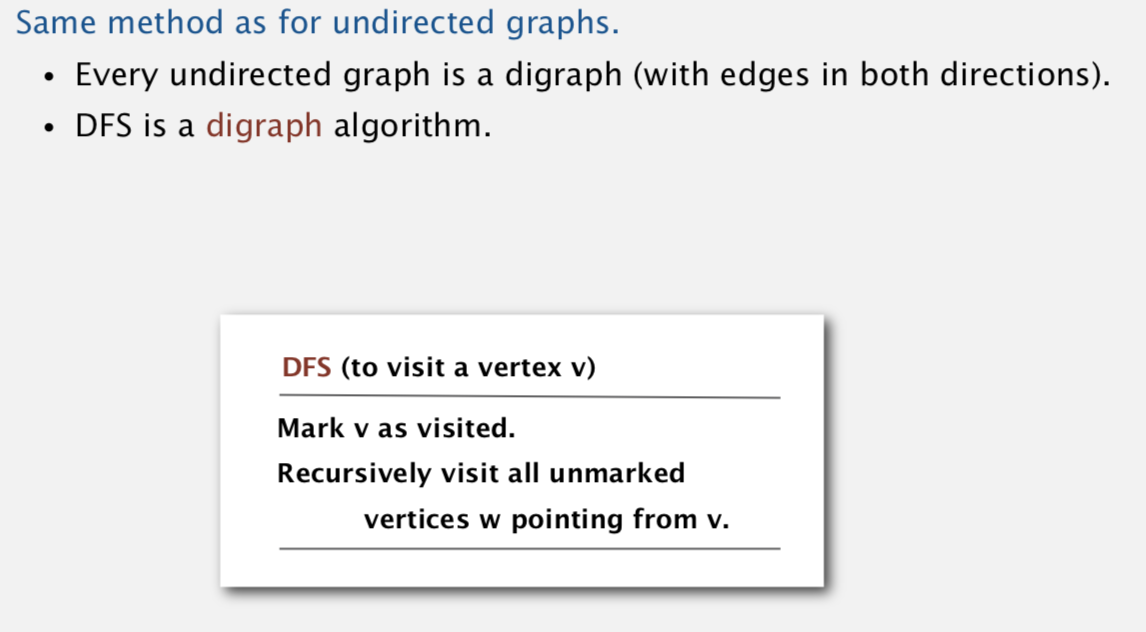 Same method as for undirected graphs.
• Every undirected graph is a digraph (with edges in both directions).
• DFS is a digraph algorithm.
DFS (to visit a vertex v)
Mark v as visited.
Recursively visit all unmarked
vertices w pointing from v.